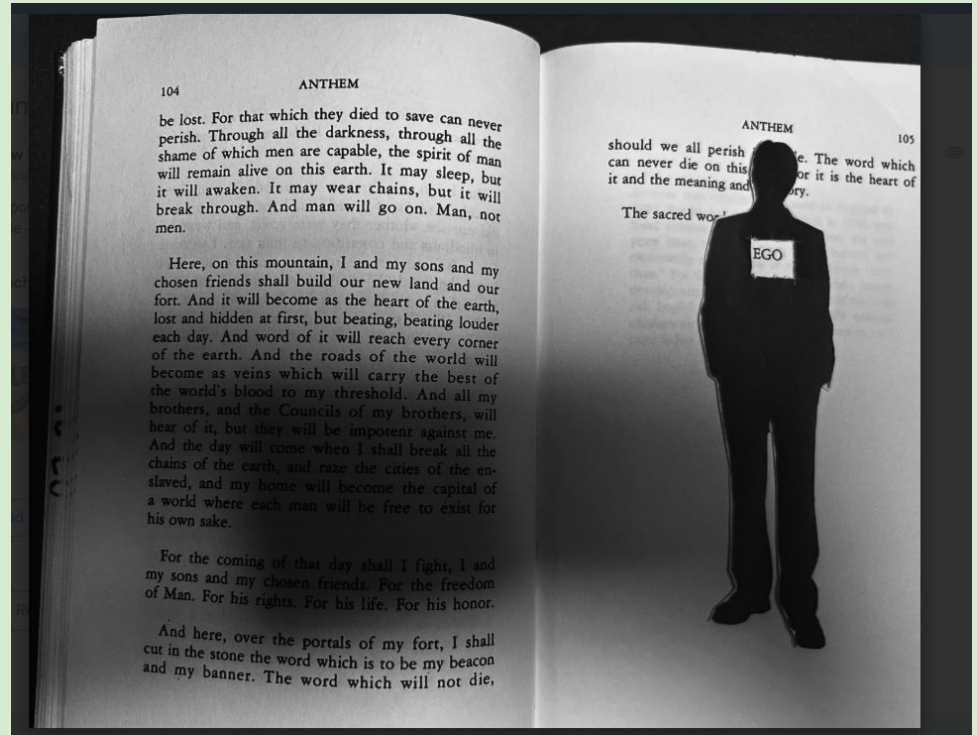 104
ANTHEM
be lost. For that which they died to save can never
perish. Through all the darkness, through all the
shame of which men are capable, the spirit of man
will remain alive on this earth. It may sleep, but
it will awaken. It may wear chains, but it will
break through. And man will go on. Man, not
men.
Here, on this mountain, I and my sons and my
chosen friends shall build our new land and our
fort. And it will become as the heart of the earth,
lost and hidden at first, but beating, beating louder
each day. And word of it will reach every corner
of the earth. And the roads of the world will
become as veins which will carry the best of
the world's blood to my threshold. And all my
brothers, and the Councils of my brothers, will
hear of it, but they will be impotent against me.
And the day will come when I shall break all the
chains of the earth, and raze the cities of the en-
slaved, and my home will become the capital of
a world where each man will be free to exist for
his own sake.
For the coming of that day shall I fight, I and
my sons and my chosen friends. For the freedom
of Man. For his rights. For his life. For his honor.
And here, over the portals of my fort, I shall
cut in the stone the word which is to be my beacon
and my banner. The word which will not die,
ANTHEM
105
should we all perish e. The word which
can never die on this or it is the heart of
it and the meaning and ry.
The sacred wor
EGO